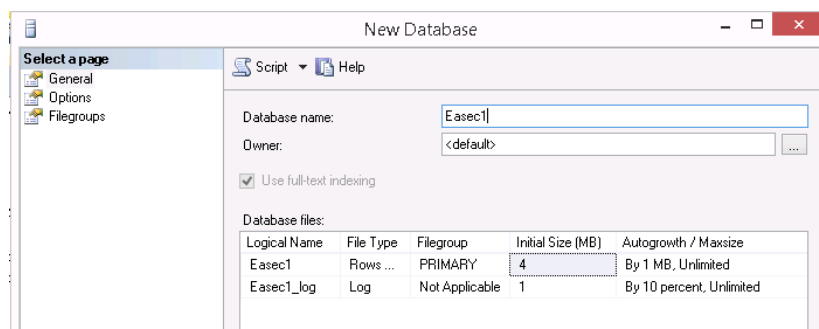 New Database
Select a page
General
Options
Filegroups
Script Help
Database name: Easec1
Owner: <default> ...
Use full-text indexing
Database files:
Logical Name File Type Filegroup Initial Size (MB) Autogrowth / Maxsize
Easec1 Rows ... PRIMARY 4 By 1 MB, Unlimited
Easec1_log Log Not Applicable 1 By 10 percent, Unlimited